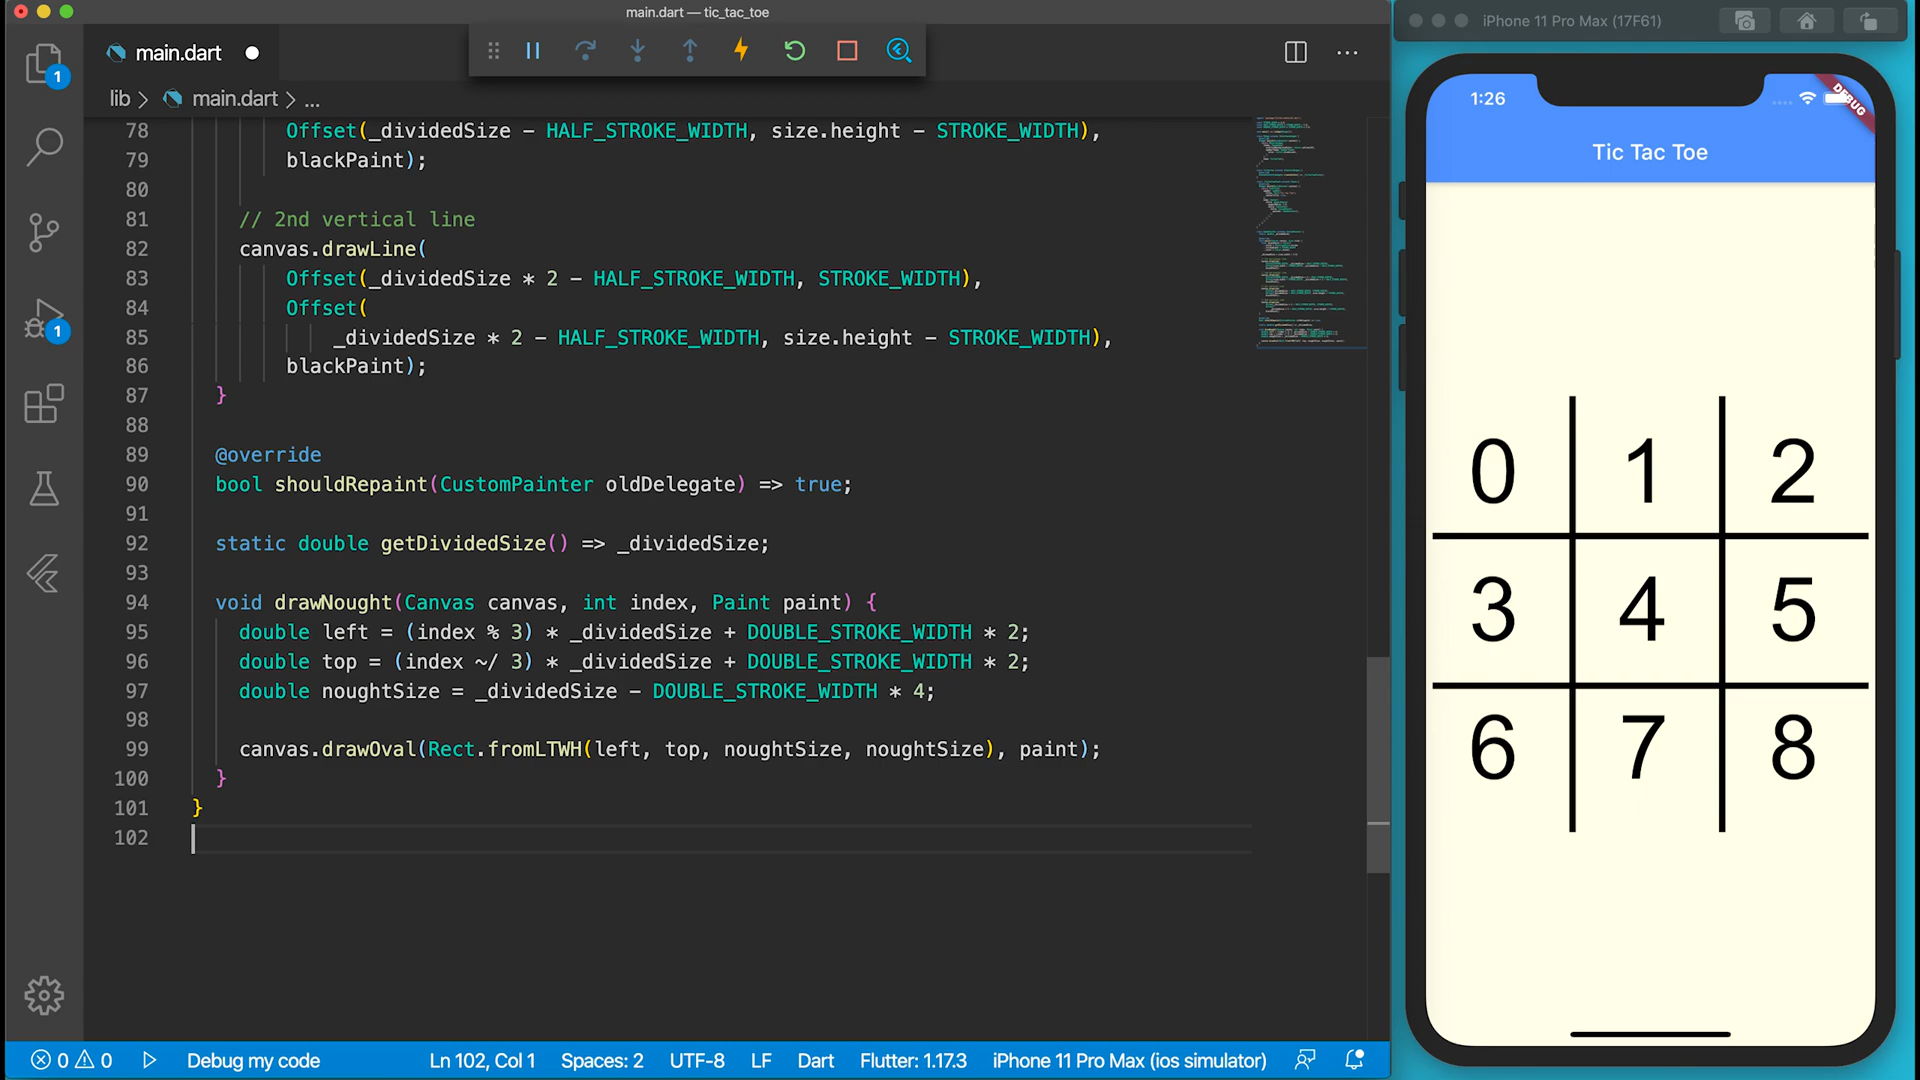 main.dart — tic_tac_toe
main.dart
lib > main.dart > ...
78 Offset(_dividedSize - HALF_STROKE_WIDTH, size.height - STROKE_WIDTH),
79 blackPaint);
80
81 // 2nd vertical line
82 canvas.drawLine(
83 Offset(_dividedSize * 2 - HALF_STROKE_WIDTH, STROKE_WIDTH),
84 Offset(
85 _dividedSize * 2 - HALF_STROKE_WIDTH, size.height - STROKE_WIDTH),
86 blackPaint);
87 }
88
89 @override
90 bool shouldRepaint(CustomPainter oldDelegate) => true;
91
92 static double getDividedSize() => _dividedSize;
93
94 void drawNought(Canvas canvas, int index, Paint paint) {
95 double left = (index % 3) * _dividedSize + DOUBLE_STROKE_WIDTH * 2;
96 double top = (index ~/ 3) * _dividedSize + DOUBLE_STROKE_WIDTH * 2;
97 double noughtSize = _dividedSize - DOUBLE_STROKE_WIDTH * 4;
98
99 canvas.drawOval(Rect.fromLTWH(left, top, noughtSize, noughtSize), paint);
100 }
101 }
102
1
1
0 0 Debug my code Ln 102, Col 1 Spaces: 2 UTF-8 LF Dart Flutter: 1.17.3 iPhone 11 Pro Max (ios simulator)
iPhone 11 Pro Max (17F61)
1:26
DEBUG
Tic Tac Toe
0 1 2
3 4 5
6 7 8